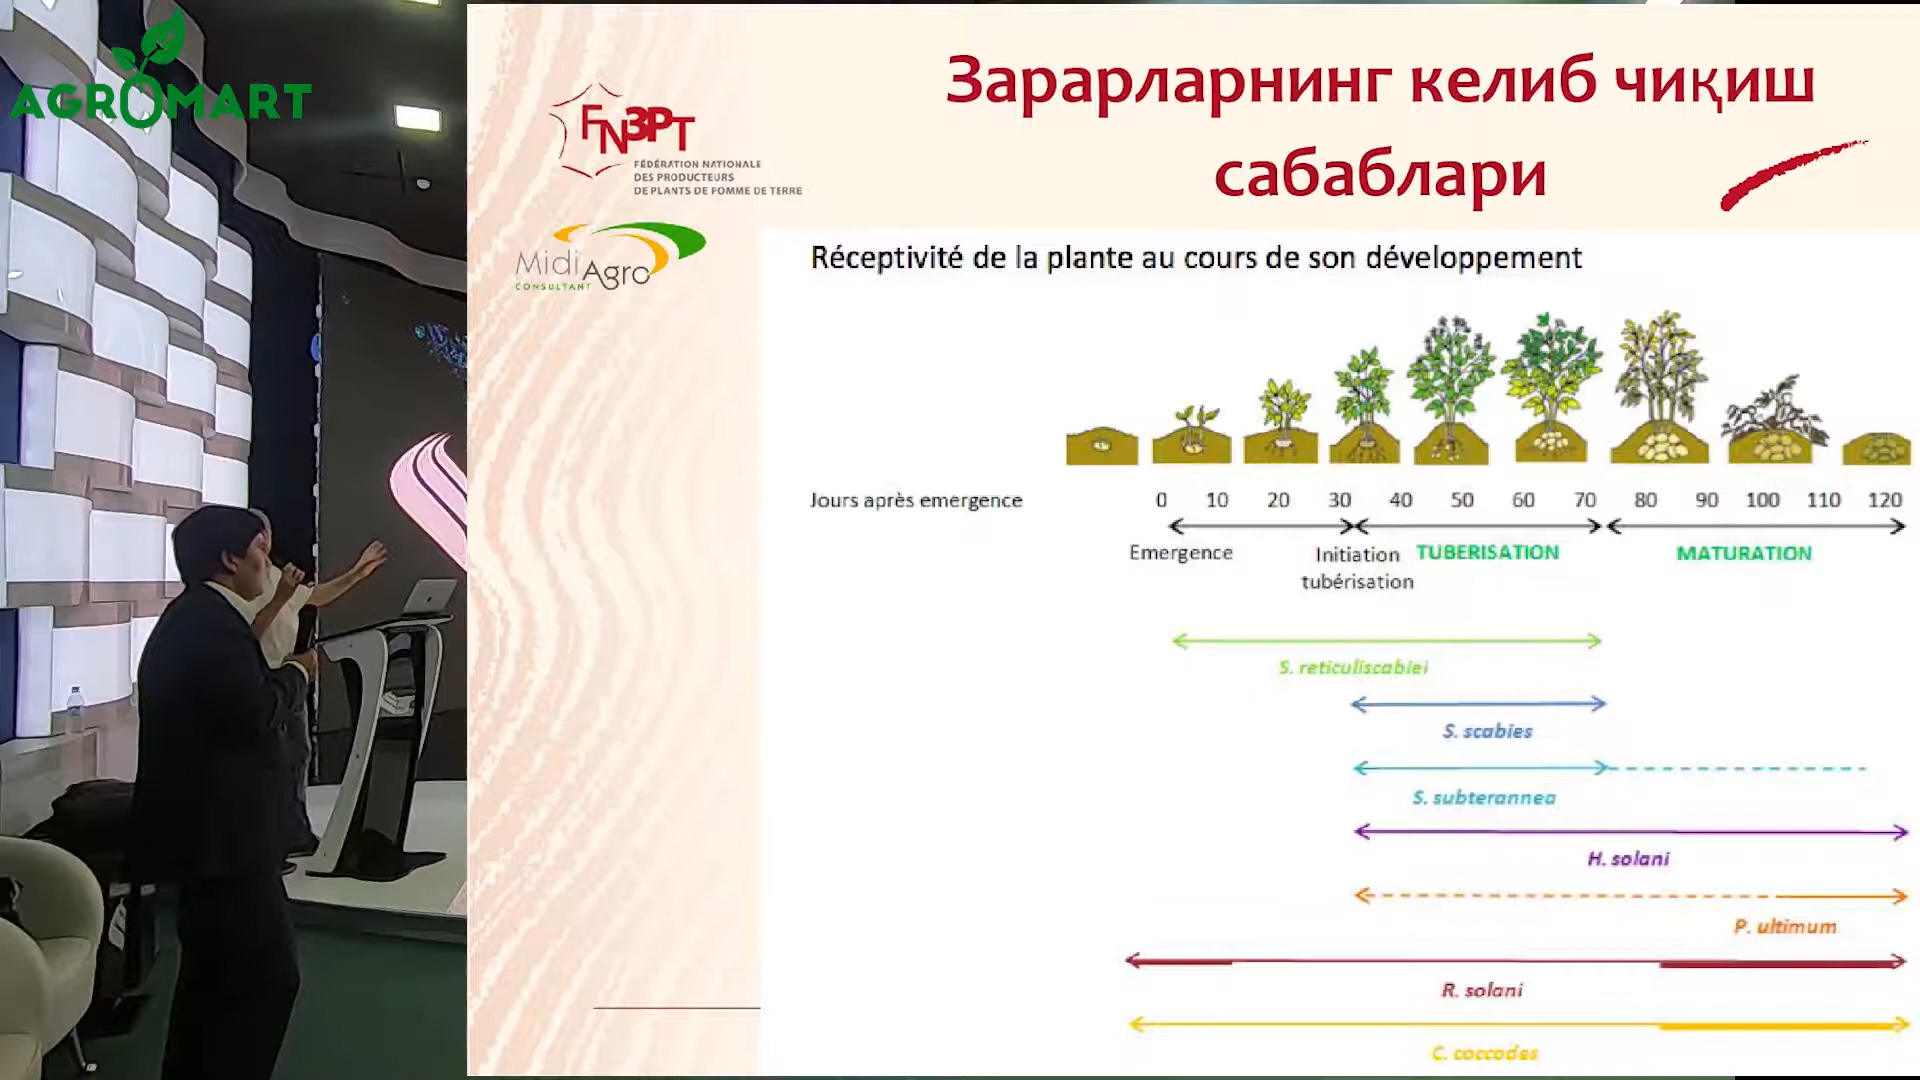 AGROMART
FN3PT
FÉDÉRATION NATIONALE
DES PRODUCTEURS
DE PLANTS DE POMME DE TERRE
Midi Agro
CONSULTANT
Зарарларнинг келиб чиқиш
сабаблари
Réceptivité de la plante au cours de son développement
Jours après emergence 0 10 20 30 40 50 60 70 80 90 100 110 120
Emergence Initiation TUBERISATION MATURATION
tubérisation
S. reticuliscabiei
S. scabies
S. subterannea
H. solani
P. ultimum
R. solani
C. coccodes